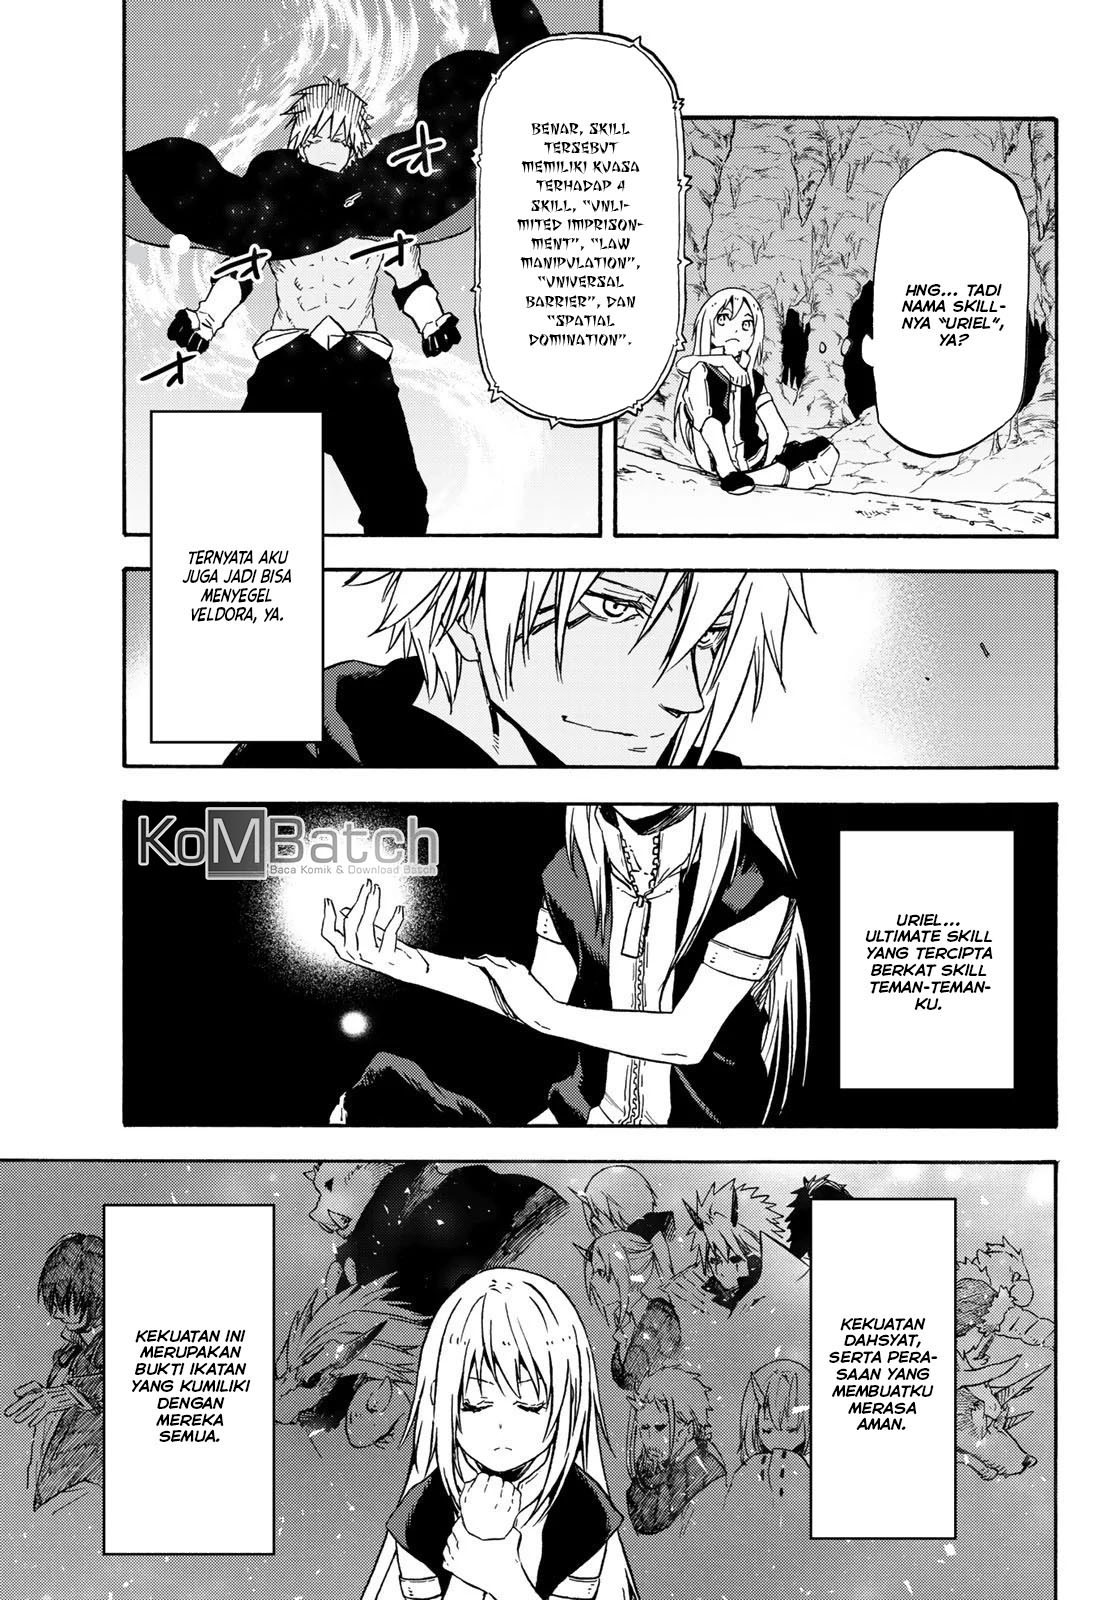 HNG... TADI
NAMA SKILL-
NYA "URIEL",
YA?
BENAR, SKILL
TERSEBUT
MEMILIKI KUASA
TERHADAP 4
SKILL, "UNLI-
MITED IMPRISON-
MENT", "LAW
MANIPULATION",
"UNIVERSAL
BARRIER", DAN
"SPATIAL
DOMINATION".
TERNYATA AKU
JUGA JADI BISA
MENYEGEL
VELDORA, YA.
KoMBatch
Baca Komik & Download Batch
URIEL...
ULTIMATE SKILL
YANG TERCIPTA
BERKAT SKILL
TEMAN-TEMAN-
KU.
KEKUATAN
DAHSYAT,
SERTA PERA-
SAAN YANG
MEMBUATKU
MERASA
AMAN.
KEKUATAN INI
MERUPAKAN
BUKTI IKATAN
YANG KUMILIKI
DENGAN
MEREKA
SEMUA.